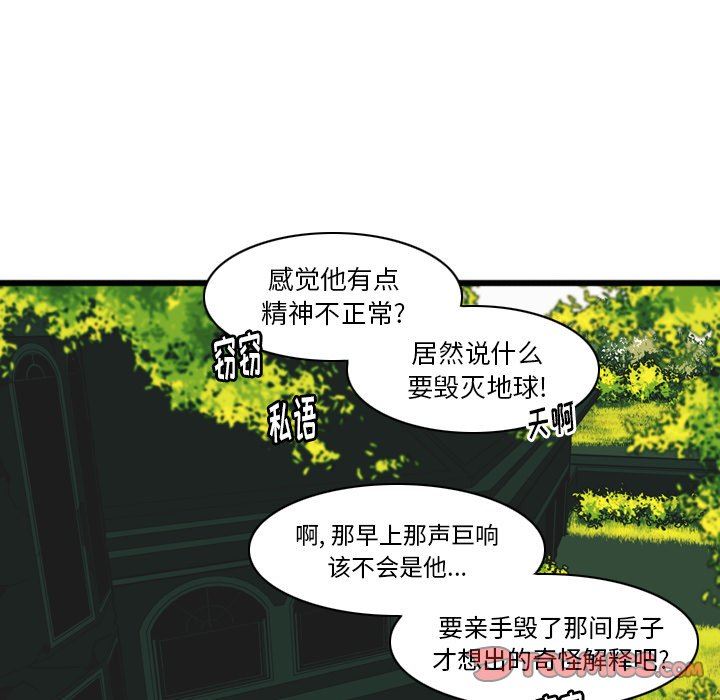 感觉他有点
精神不正常?
窃窃
私语
居然说什么
要毁灭地球!
天啊
啊, 那早上那声巨响
该不会是他...
要亲手毁了那间房子
才想出的奇怪解释吧?
TOOMICS
窃窃